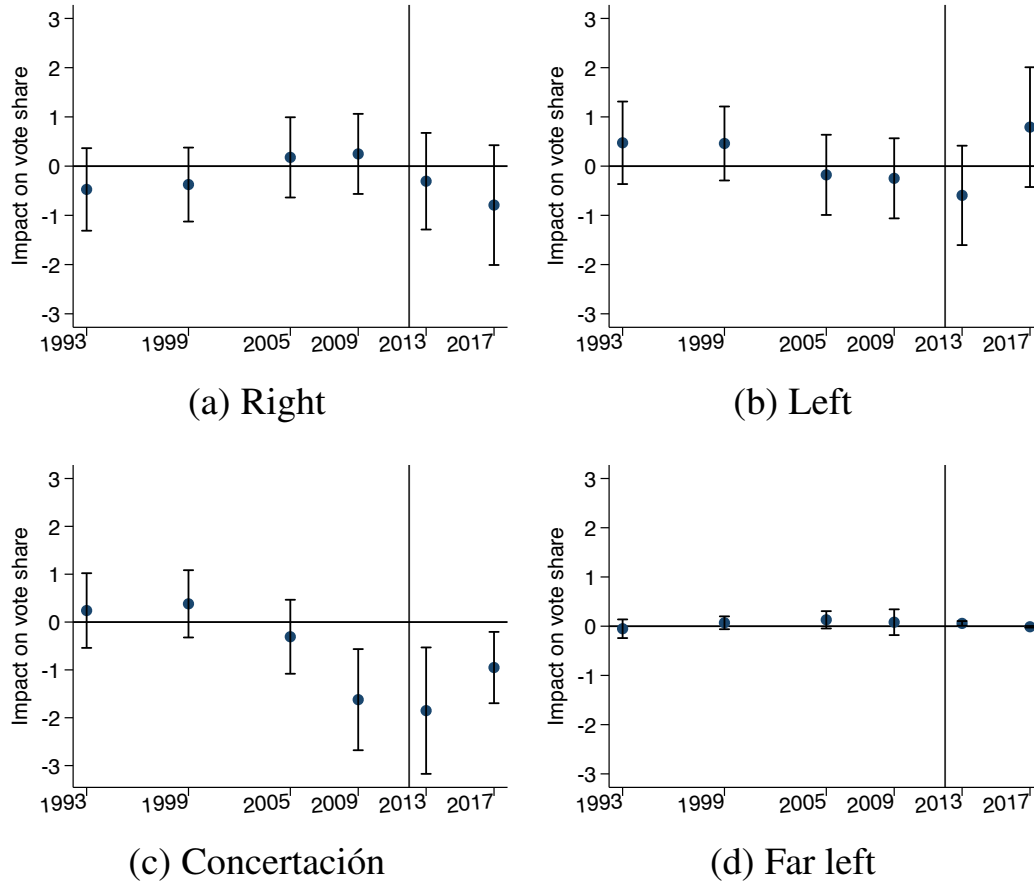 Impact on vote share
3
2
1
0
-1
-2
-3
1993 1999 2005 2009 2013 2017
(a) Right
Impact on vote share
3
2
1
0
-1
-2
-3
1993 1999 2005 2009 2013 2017
(b) Left
Impact on vote share
3
2
1
0
-1
-2
-3
1993 1999 2005 2009 2013 2017
(c) Concertación
Impact on vote share
3
2
1
0
-1
-2
-3
1993 1999 2005 2009 2013 2017
(d) Far left